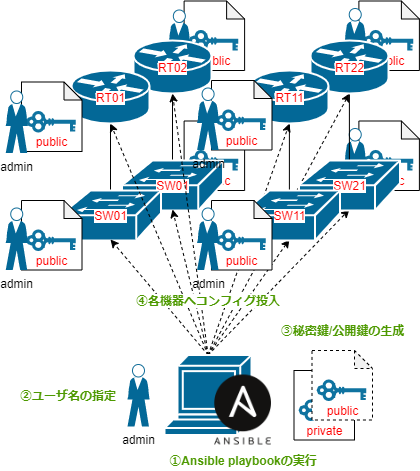 RT02
public
RT22
public
RT01
RT11
public
admin
public
admin
SW01
public
SW21
public
SW01
SW11
public
admin
public
admin
④各機器へコンフィグ投入
③秘密鍵/公開鍵の生成
②ユーザ名の指定
public
private
admin
ANSIBLE
①Ansible playbookの実行